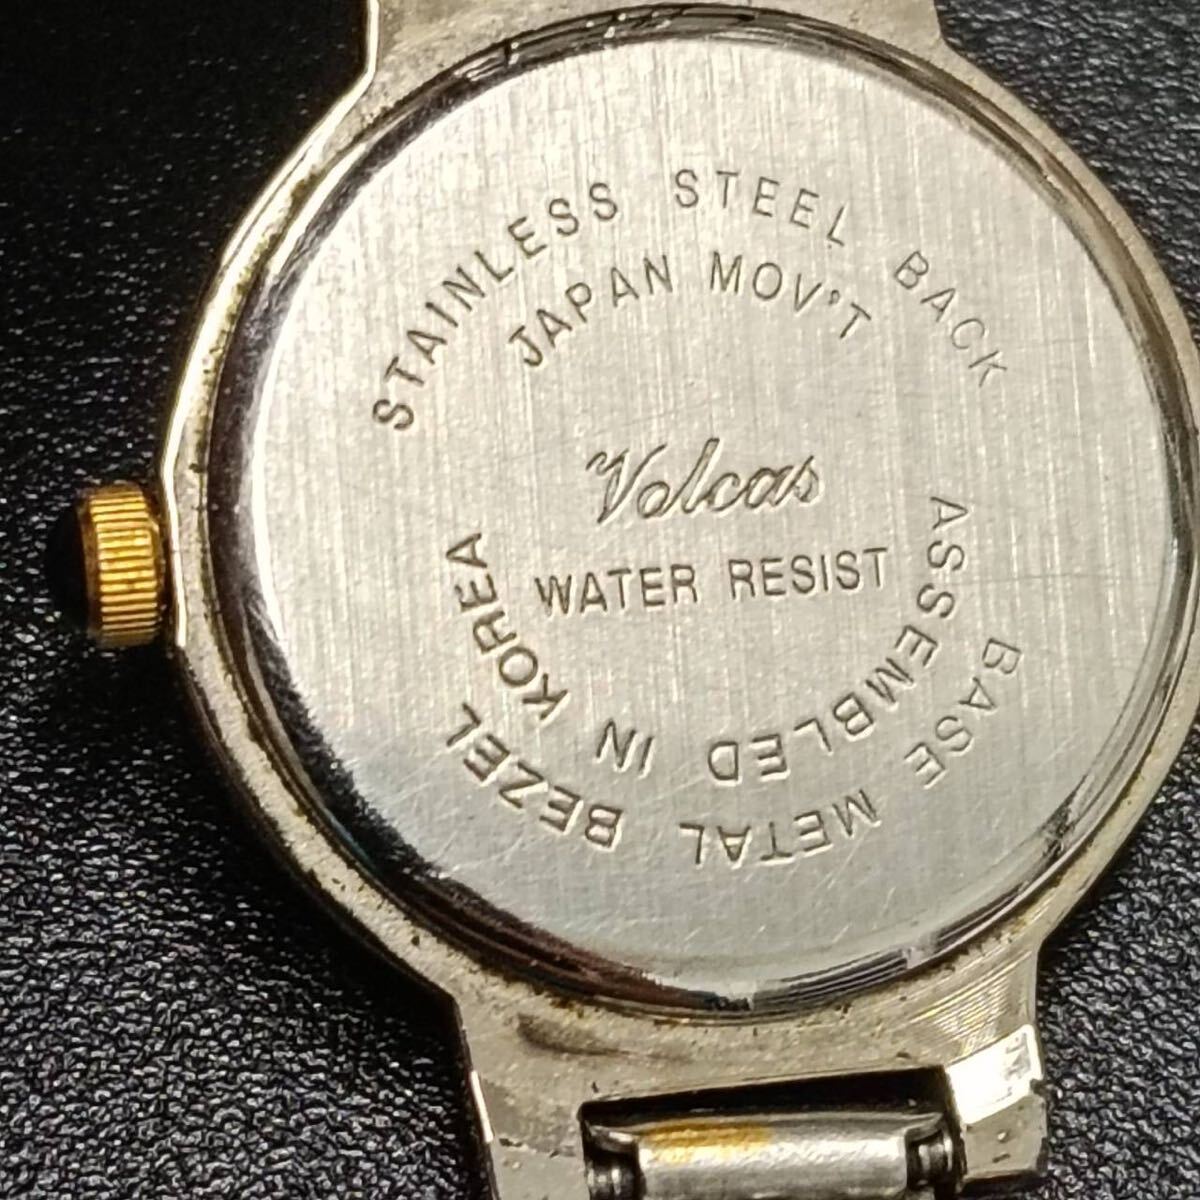 STAINLESS STEEL BACK
JAPAN MOV'T
Volcas
WATER RESIST
ASSEMBLED IN KOREA
BASE METAL BEZEL